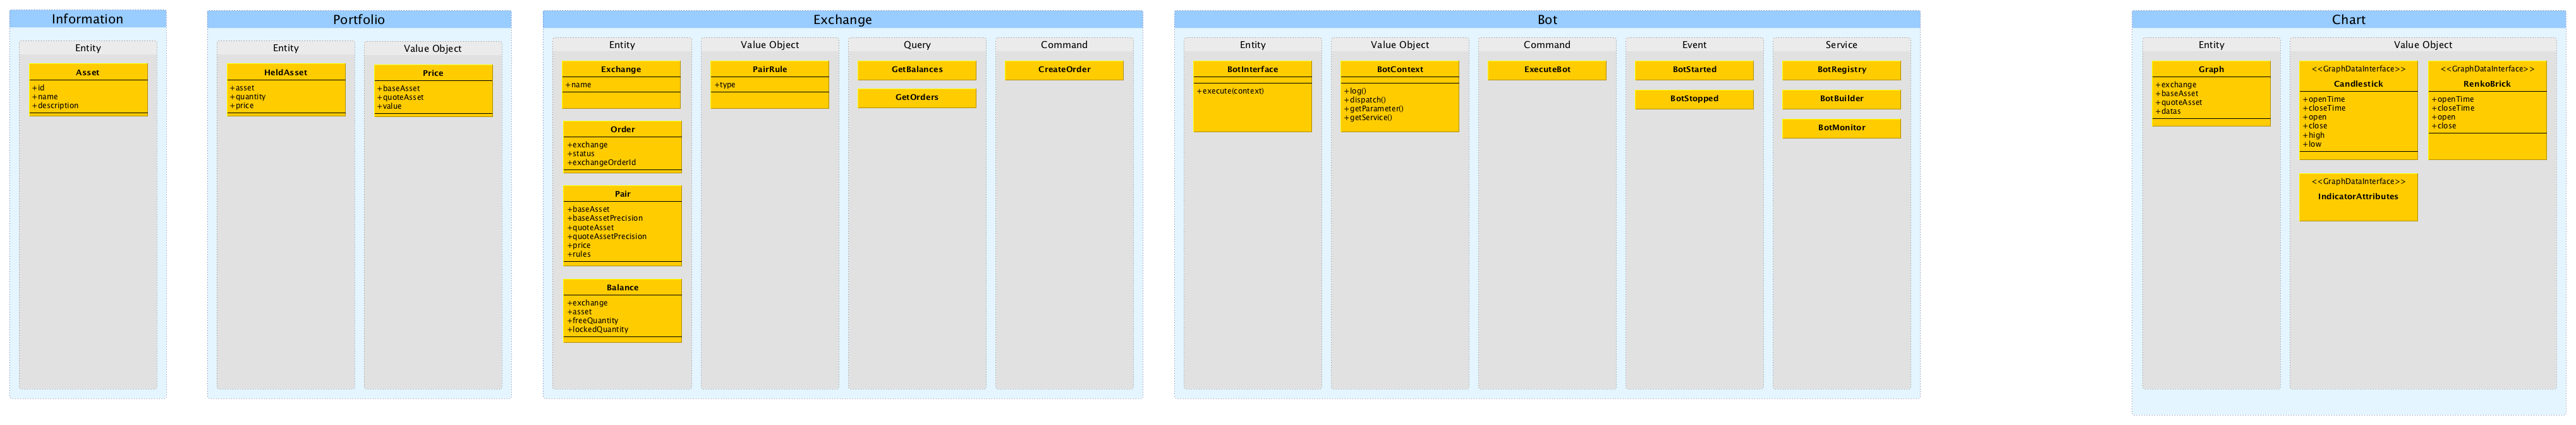 Information
Entity
Asset
+id
+name
+description
Portfolio
Entity
HeldAsset
+asset
+quantity
+price
Value Object
Price
+baseAsset
+quoteAsset
+value
Exchange
Entity
Exchange
+name
Order
+exchange
+status
+exchangeOrderId
Pair
+baseAsset
+baseAssetPrecision
+quoteAsset
+quoteAssetPrecision
+price
+rules
Balance
+exchange
+asset
+freeQuantity
+lockedQuantity
Value Object
PairRule
+type
Query
GetBalances
GetOrders
Command
CreateOrder
Bot
Entity
BotInterface
+execute(context)
Value Object
BotContext
+log()
+dispatch()
+getParameter()
+getService()
Command
ExecuteBot
Event
BotStarted
BotStopped
Service
BotRegistry
BotBuilder
BotMonitor
Chart
Entity
Graph
+exchange
+baseAsset
+quoteAsset
+datas
Value Object
<<GraphDataInterface>>
Candlestick
+openTime
+closeTime
+open
+close
+high
+low
<<GraphDataInterface>>
RenkoBrick
+openTime
+closeTime
+open
+close
<<GraphDataInterface>>
IndicatorAttributes